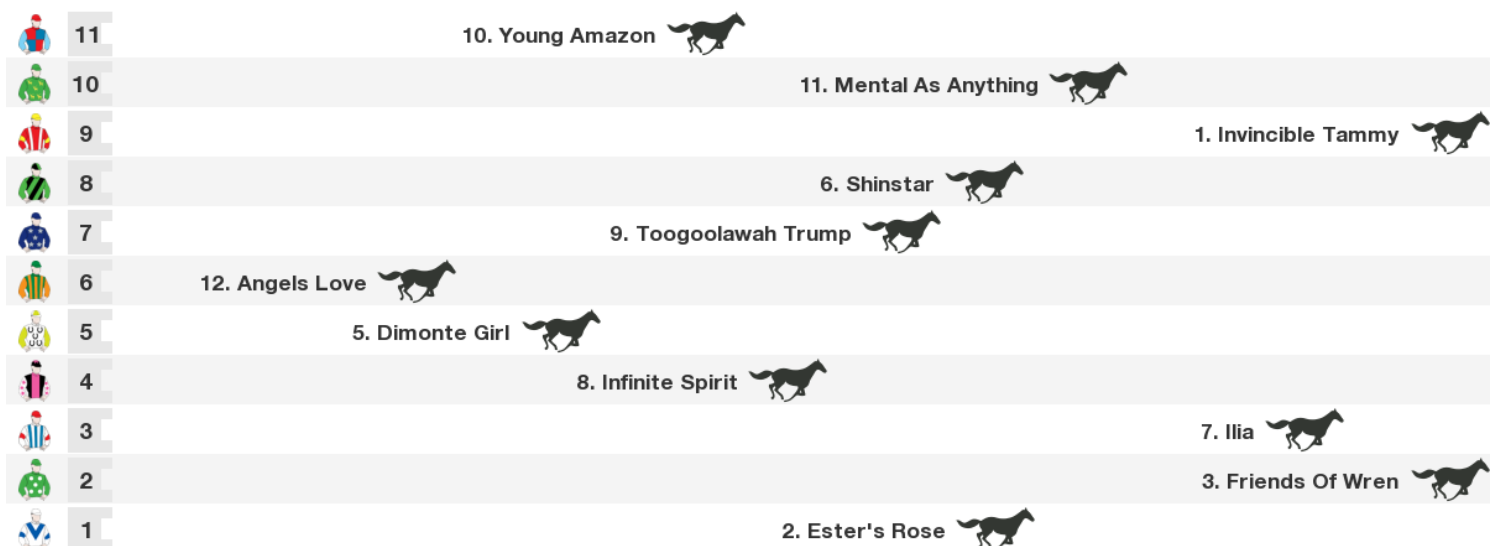 11 10. Young Amazon
10 11. Mental As Anything
9 1. Invincible Tammy
8 6. Shinstar
7 9. Toogoolawah Trump
6 12. Angels Love
5 5. Dimonte Girl
4 8. Infinite Spirit
3 7. Ilia
2 3. Friends Of Wren
1 2. Ester's Rose